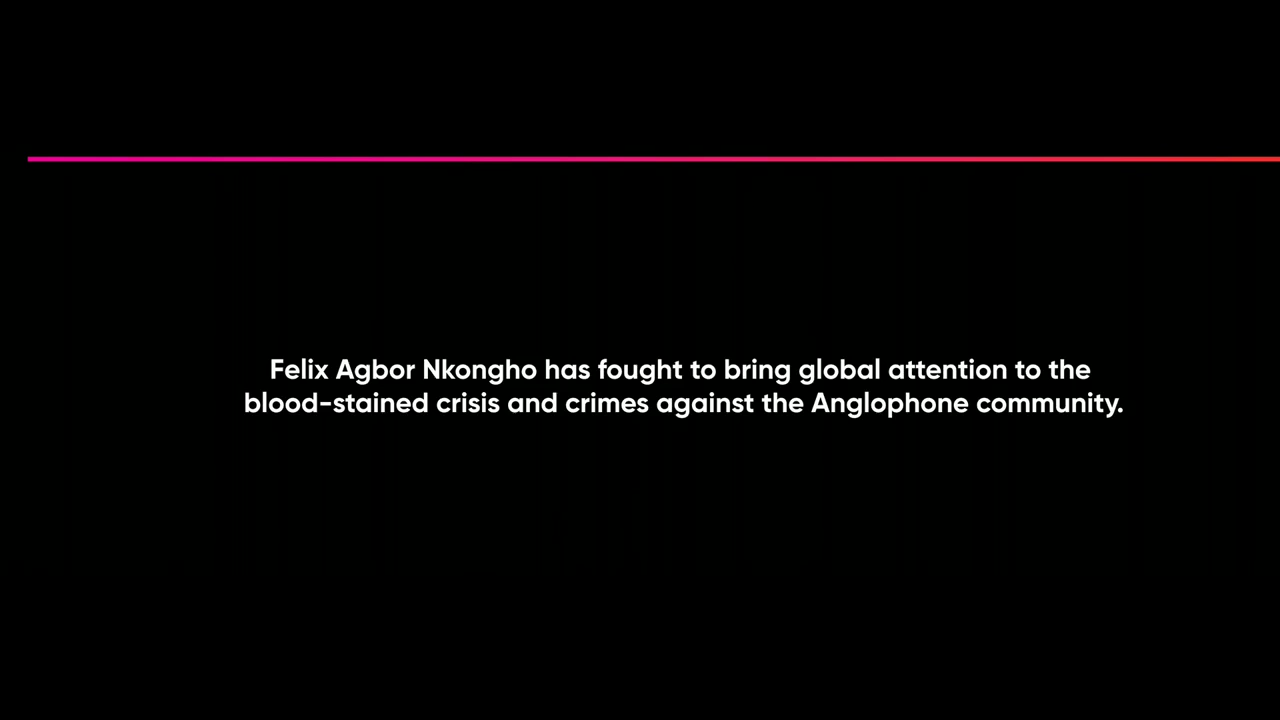 Felix Agbor Nkongho has fought to bring global attention to the
blood-stained crisis and crimes against the Anglophone community.